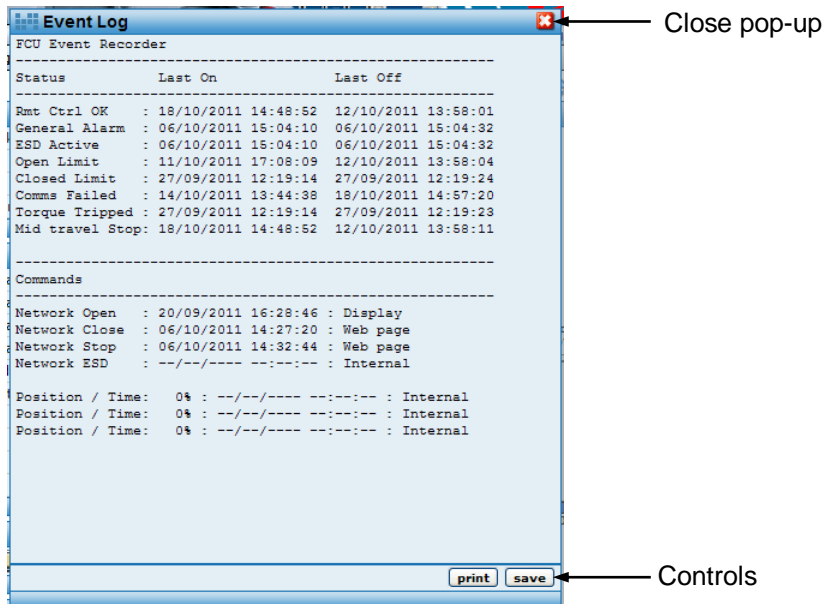 Event Log
Close pop-up
FCU Event Recorder
---------------------------------------------------------
Status Last On Last Off
---------------------------------------------------------
Rmt Ctrl OK : 18/10/2011 14:48:52 12/10/2011 13:58:01
General Alarm : 06/10/2011 15:04:10 06/10/2011 15:04:32
ESD Active : 06/10/2011 15:04:10 06/10/2011 15:04:32
Open Limit : 11/10/2011 17:08:09 12/10/2011 13:58:04
Closed Limit : 27/09/2011 12:19:14 27/09/2011 12:19:24
Comms Failed : 14/10/2011 13:44:38 18/10/2011 14:57:20
Torque Tripped : 27/09/2011 12:19:14 27/09/2011 12:19:23
Mid travel Stop: 18/10/2011 14:48:52 12/10/2011 13:58:11
---------------------------------------------------------
Commands
---------------------------------------------------------
Network Open : 20/09/2011 16:28:46 : Display
Network Close : 06/10/2011 14:27:20 : Web page
Network Stop : 06/10/2011 14:32:44 : Web page
Network ESD : --/--/---- --:--:-- : Internal
Position / Time: 0% : --/--/---- --:--:-- : Internal
Position / Time: 0% : --/--/---- --:--:-- : Internal
Position / Time: 0% : --/--/---- --:--:-- : Internal
print save
Controls